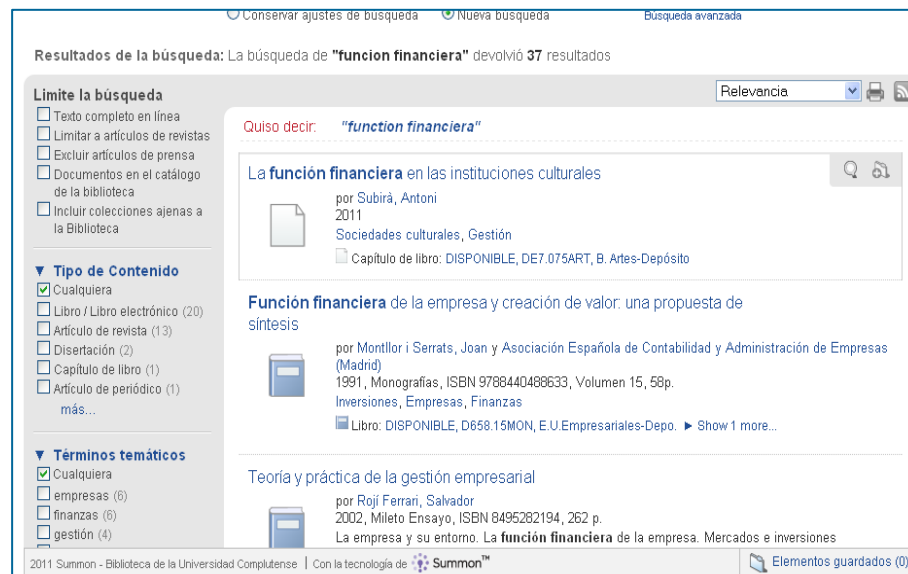 Conservar ajustes de búsqueda Nueva búsqueda Búsqueda avanzada
Resultados de la búsqueda: La búsqueda de "funcion financiera" devolvió 37 resultados
Relevancia
Limite la búsqueda
Texto completo en línea
Limitar a artículos de revistas
Excluir artículos de prensa
Documentos en el catálogo
de la biblioteca
Incluir colecciones ajenas a
la Biblioteca
▼ Tipo de Contenido
Cualquiera
Libro / Libro electrónico (20)
Artículo de revista (13)
Disertación (2)
Capítulo de libro (1)
Artículo de periódico (1)
más...
▼ Términos temáticos
Cualquiera
empresas (6)
finanzas (6)
gestión (4)
Quiso decir: "function financiera"
La función financiera en las instituciones culturales
por Subirà, Antoni
2011
Sociedades culturales, Gestión
Capítulo de libro: DISPONIBLE, DE7.075ART, B. Artes-Depósito
Función financiera de la empresa y creación de valor: una propuesta de
síntesis
por Montllor i Serrats, Joan y Asociación Española de Contabilidad y Administración de Empresas
(Madrid)
1991, Monografías, ISBN 9788440488633, Volumen 15, 58p.
Inversiones, Empresas, Finanzas
Libro: DISPONIBLE, D658.15MON, E.U.Empresariales-Depo. ► Show 1 more...
Teoría y práctica de la gestión empresarial
por Rojí Ferrari, Salvador
2002, Mileto Ensayo, ISBN 8495282194, 262 p.
La empresa y su entorno. La función financiera de la empresa. Mercados e inversiones
2011 Summon - Biblioteca de la Universidad Complutense | Con la tecnología de Summon™
Elementos guardados (0)